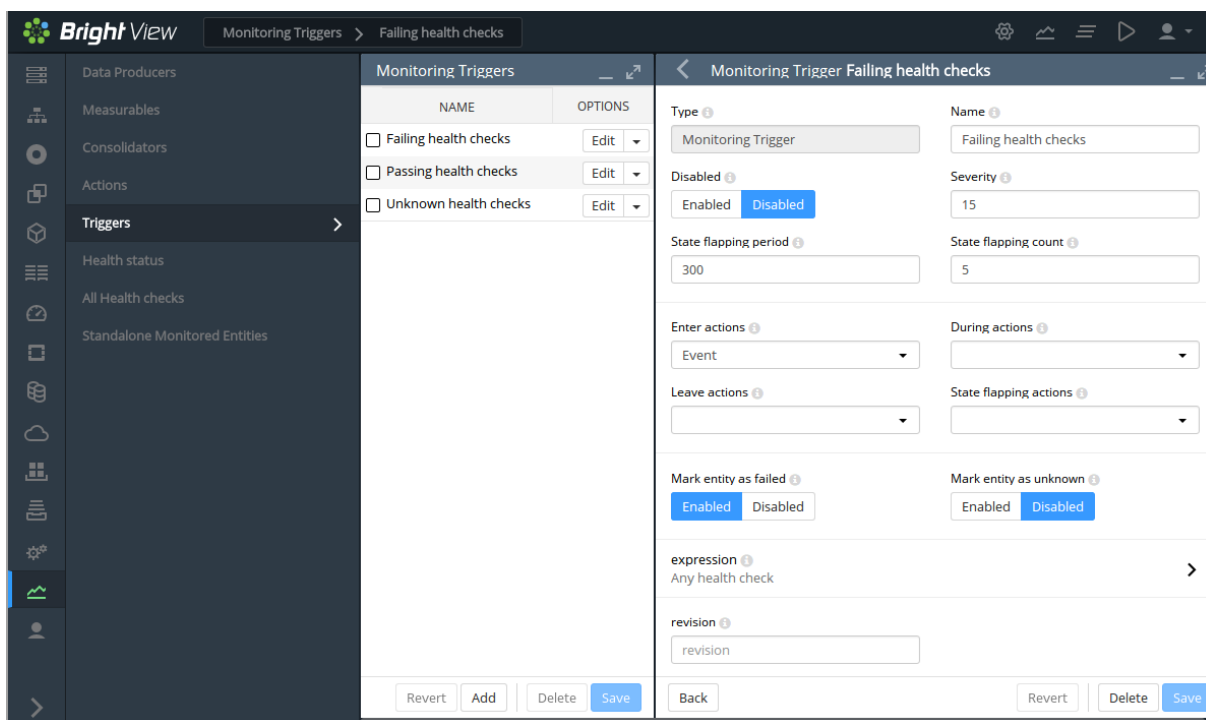 Bright View
Monitoring Triggers > Failing health checks
Data Producers
Measurables
Consolidators
Actions
Triggers
Health status
All Health checks
Standalone Monitored Entities
Monitoring Triggers
NAME OPTIONS
Failing health checks Edit
Passing health checks Edit
Unknown health checks Edit
Revert Add Delete Save
Monitoring Trigger Failing health checks
Type Name
Monitoring Trigger Failing health checks
Disabled Severity
Enabled Disabled 15
State flapping period State flapping count
300 5
Enter actions During actions
Event
Leave actions State flapping actions
Mark entity as failed Mark entity as unknown
Enabled Disabled Enabled Disabled
expression
Any health check
revision
revision
Back Revert Delete Save